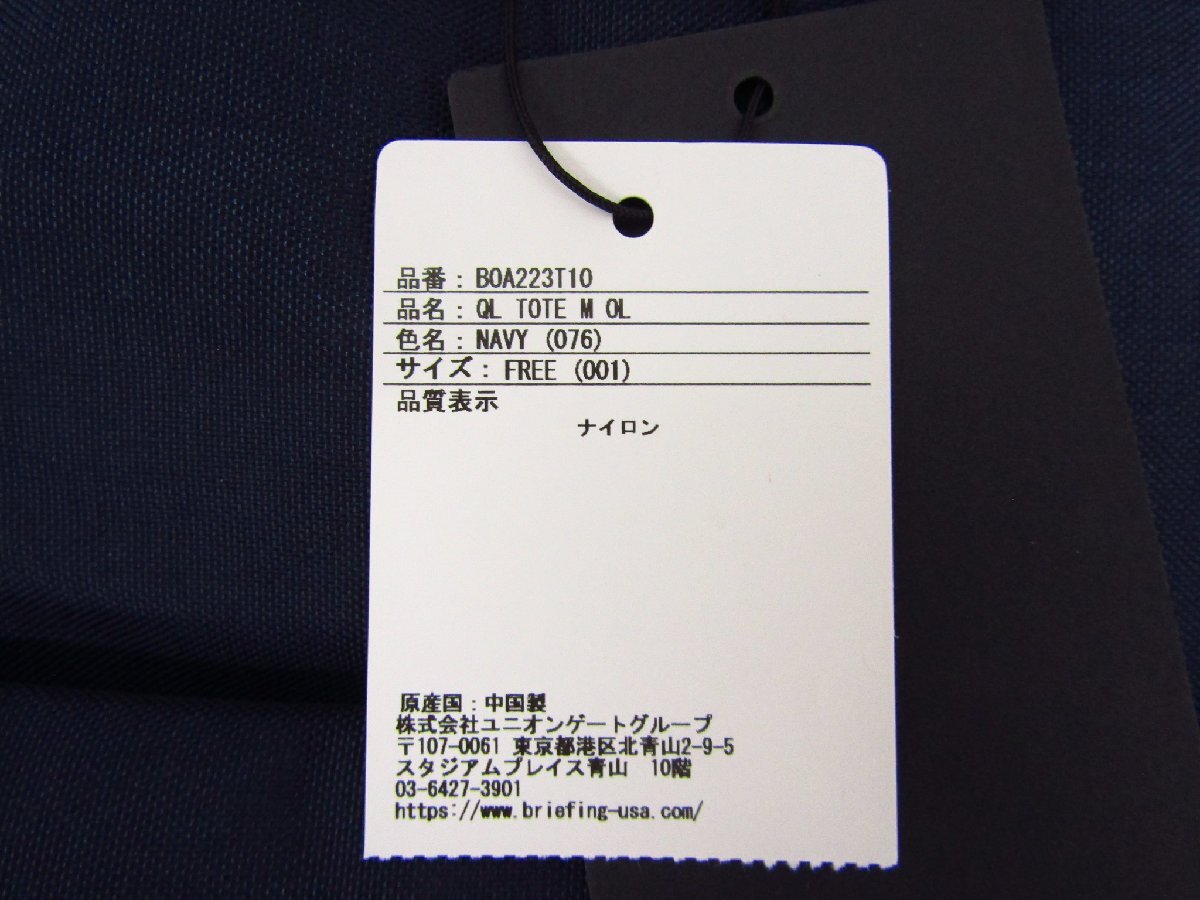 品番：BOA223T10
品名：QL TOTE M OL
色名：NAVY (076)
サイズ：FREE (001)
品質表示
ナイロン
原産国：中国製
株式会社ユニオンゲートグループ
〒107-0061 東京都港区北青山2-9-5
スタジアムプレイス青山　10階
03-6427-3901
https://www.briefing-usa.com/